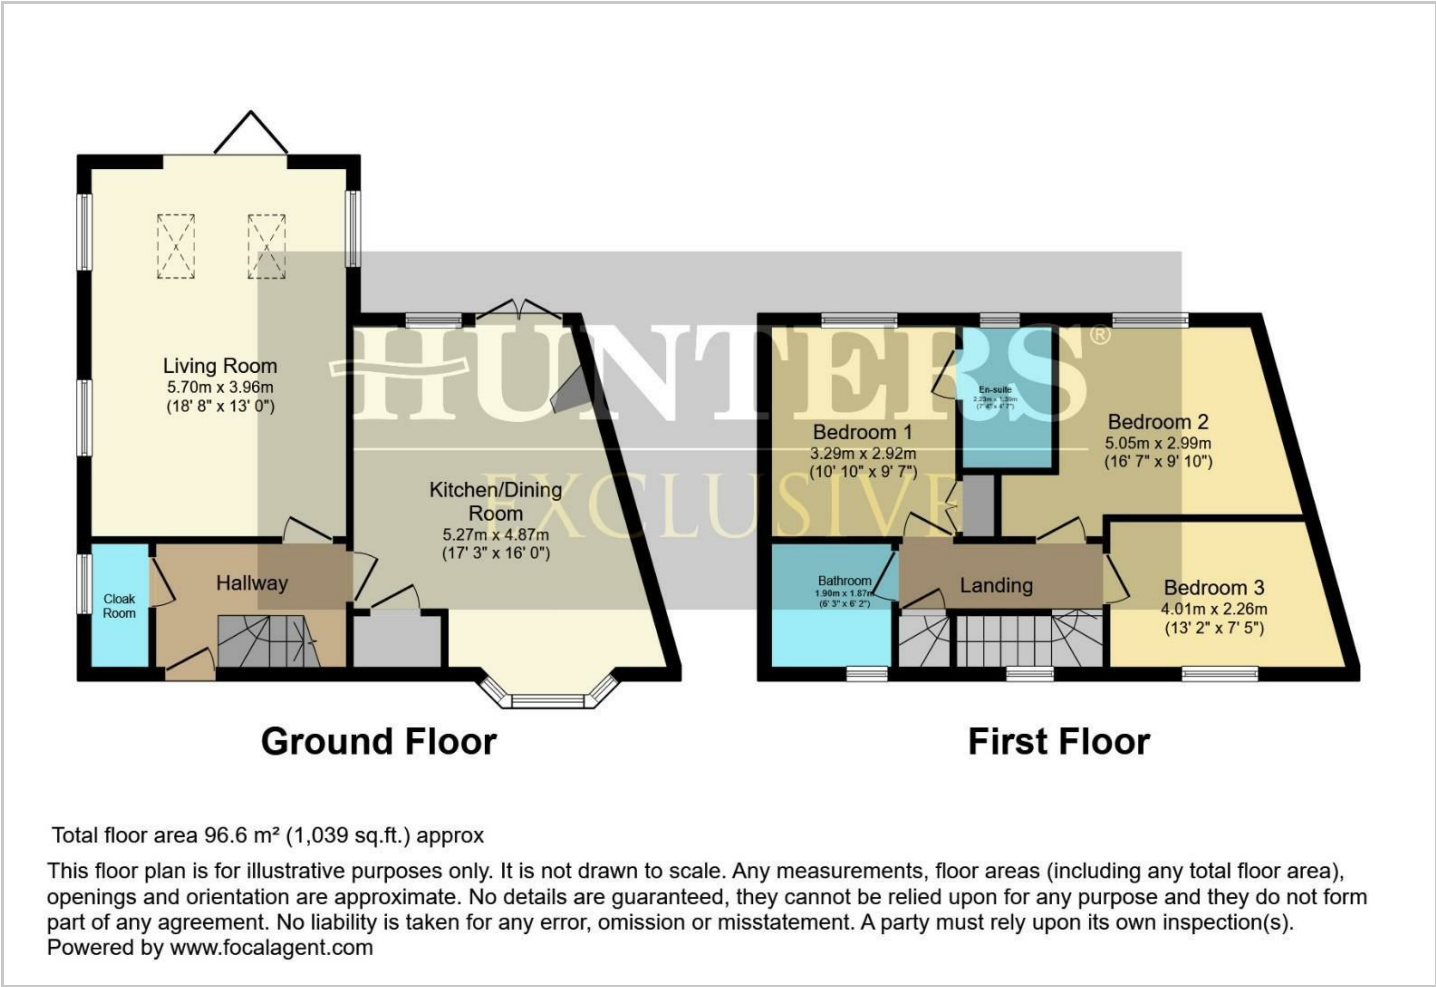 Living Room
5.70m x 3.96m
(18' 8" x 13' 0")
HUNTERS®
EXCLUSIVE
Kitchen/Dining
Room
5.27m x 4.87m
(17' 3" x 16' 0")
Hallway
Cloak
Room
Ground Floor
Bedroom 1
3.29m x 2.92m
(10' 10" x 9' 7")
En-suite
Bedroom 2
5.05m x 2.99m
(16' 7" x 9' 10")
Bathroom
1.90m x 1.87m
(6' 3" x 6' 2")
Landing
Bedroom 3
4.01m x 2.26m
(13' 2" x 7' 5")
First Floor
Total floor area 96.6 m² (1,039 sq.ft.) approx
This floor plan is for illustrative purposes only. It is not drawn to scale. Any measurements, floor areas (including any total floor area),
openings and orientation are approximate. No details are guaranteed, they cannot be relied upon for any purpose and they do not form
part of any agreement. No liability is taken for any error, omission or misstatement. A party must rely upon its own inspection(s).
Powered by www.focalagent.com